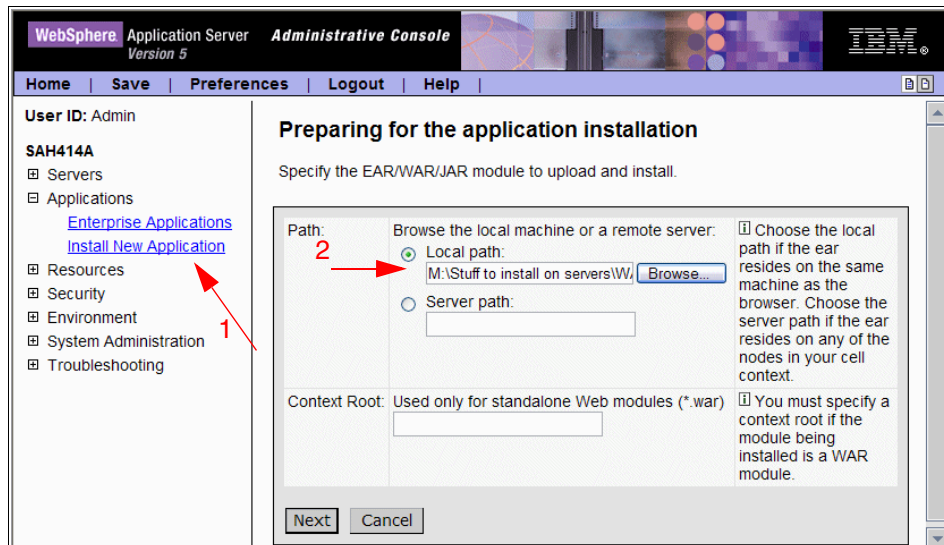 WebSphere Application Server Administrative Console
Version 5
IBM®
Home | Save | Preferences | Logout | Help |
User ID: Admin
SAH414A
Servers
Applications
Enterprise Applications
Install New Application
Resources
Security
Environment
System Administration
Troubleshooting
1
Preparing for the application installation
Specify the EAR/WAR/JAR module to upload and install.
Path:
2
Browse the local machine or a remote server:
Local path:
M:\Stuff to install on servers\WA Browse...
Server path:
i Choose the local
path if the ear
resides on the same
machine as the
browser. Choose the
server path if the ear
resides on any of the
nodes in your cell
context.
Context Root:
Used only for standalone Web modules (*.war)
i You must specify a
context root if the
module being
installed is a WAR
module.
Next Cancel